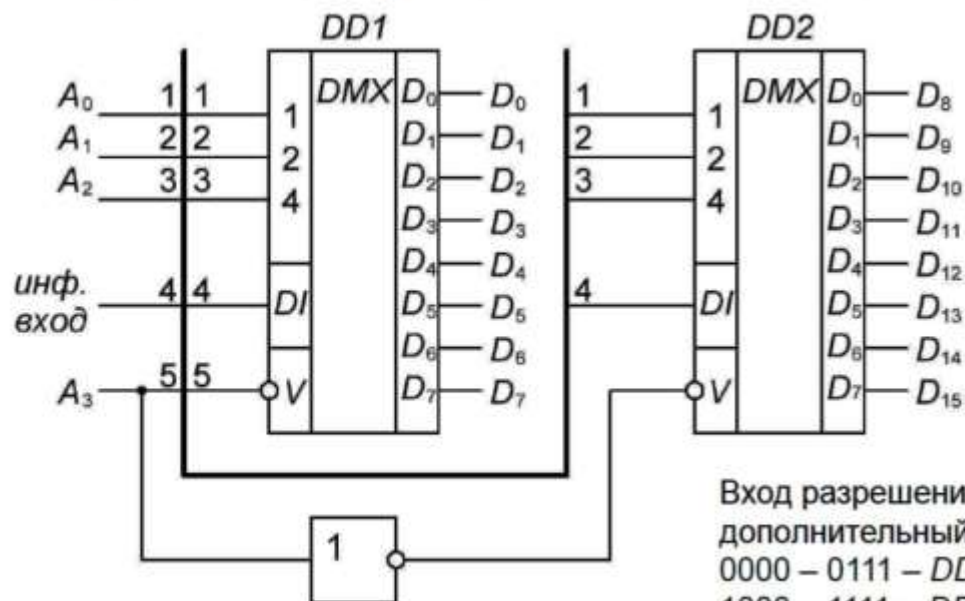 DD1 DD2
A₀ 1 1 1 DMX D₀ D₀ 1 1 DMX D₀ D₈
A₁ 2 2 2 D₁ D₁ 2 2 D₁ D₉
A₂ 3 3 4 D₂ D₂ 3 4 D₂ D₁₀
D₃ D₃ D₃ D₁₁
D₄ D₄ D₄ D₁₂
инф.
вход 4 4 DI D₅ D₅ 4 DI D₅ D₁₃
D₆ D₆ D₆ D₁₄
A₃ 5 5 V D₇ D₇ V D₇ D₁₅
1
Вход
дополнительный
0000 – 0111 –